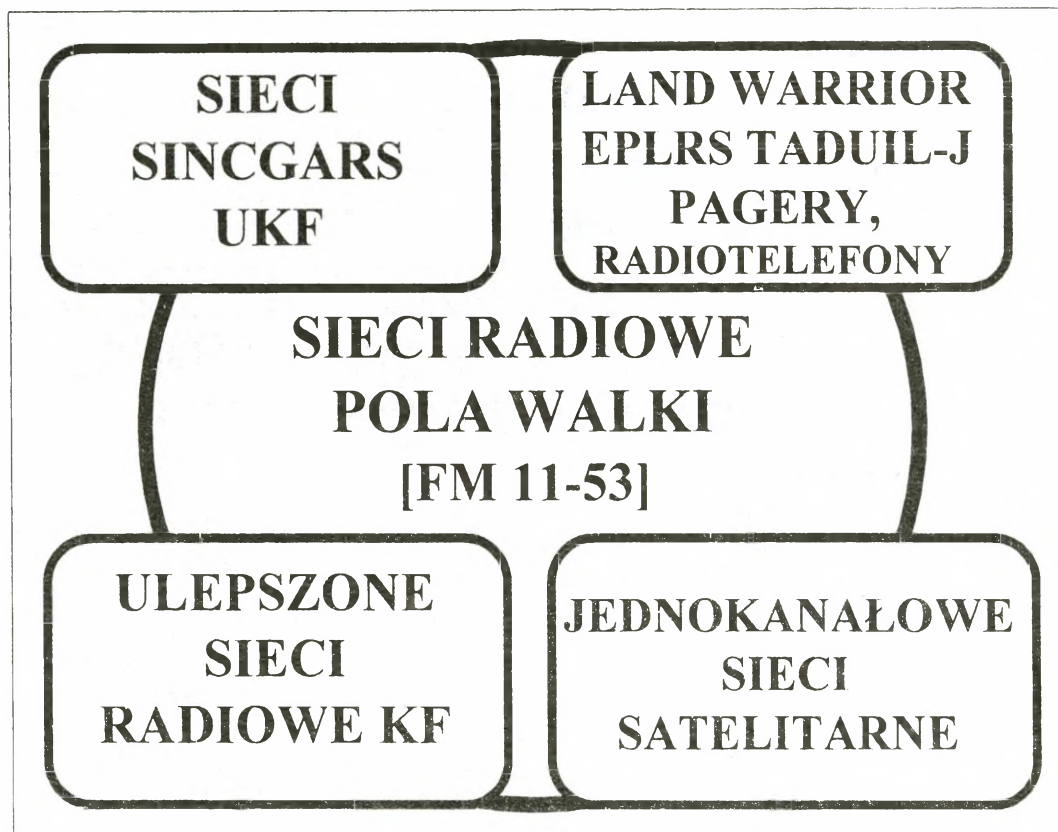 SIECI
SINCGARS
UKF
LAND WARRIOR
EPLRS TADUIL-J
PAGERY,
RADIOTELEFONY
SIECI RADIOWE
POLA WALKI
[FM 11-53]
ULEPSZONE
SIECI
RADIOWE KF
JEDNOKANAŁOWE
SIECI
SATELITARNE